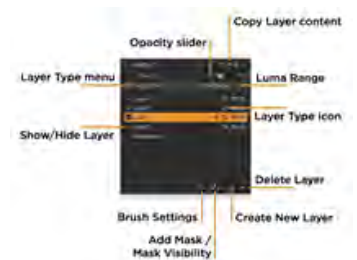 Copy Layer content
Opacity slider
Layer Type menu
Luma Range
Layer Type icon
Show/Hide Layer
Delete Layer
Brush Settings
Create New Layer
Add Mask /
Mask Visibility